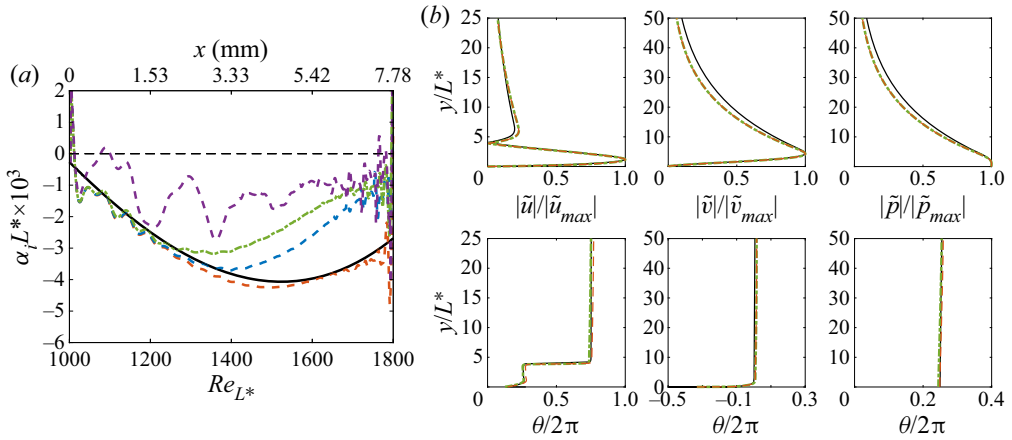 (a)
x (mm)
0 1.53 3.33 5.42 7.78
2
1
0
−1
−2
−3
−4
−5
−6
α_i L* × 10^3
1000 1200 1400 1600 1800
Re_L*
(b)
25
20
15
10
5
y/L*
0 0.5 1.0
|ũ|/|ũ_max|
50
40
30
20
10
0 0.5 1.0
|ṽ|/|ṽ_max|
50
40
30
20
10
0 0.5 1.0
|p̃|/|p̃_max|
25
20
15
10
5
y/L*
0 0.5 1.0
θ/2π
50
40
30
20
10
0
−0.5 −0.1 0.3
θ/2π
50
40
30
20
10
0
0 0.2 0.4
θ/2π